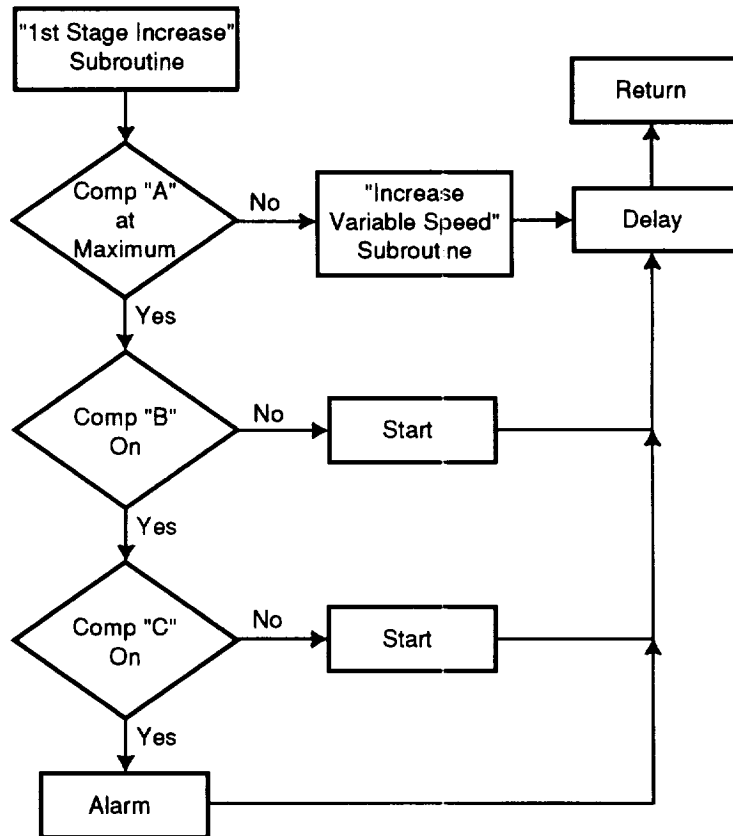 "1st Stage Increase"
Subroutine
Return
Comp "A"
at
Maximum
No
"Increase
Variable Speed"
Subroutine
Delay
Yes
Comp "B"
On
No
Start
Yes
Comp "C"
On
No
Start
Yes
Alarm